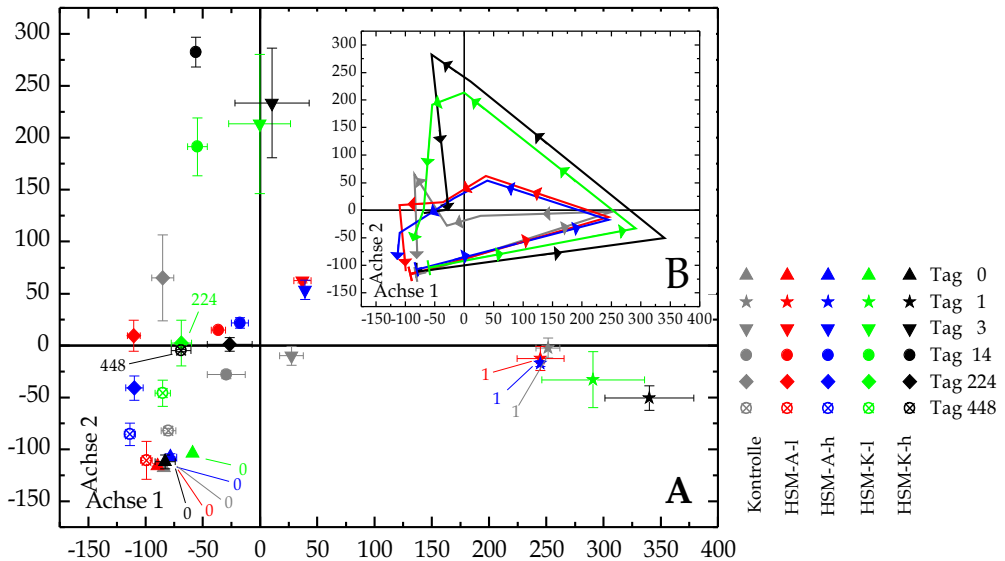 300
250
200
150
100
50
0
-50
-100
-150
-150 -100 -50 0 50 100 150 200 250 300 350 400
Achse 2
Achse 1
A
224
448
1
1
1
0
0
0
0
0
300
250
200
150
100
50
0
-50
-100
-150
-150 -100 -50 0 50 100 150 200 250 300 350 400
Achse 2
Achse 1
B
Tag 0
Tag 1
Tag 3
Tag 14
Tag 224
Tag 448
Kontrolle
HSM-A-l
HSM-A-h
HSM-K-l
HSM-K-h